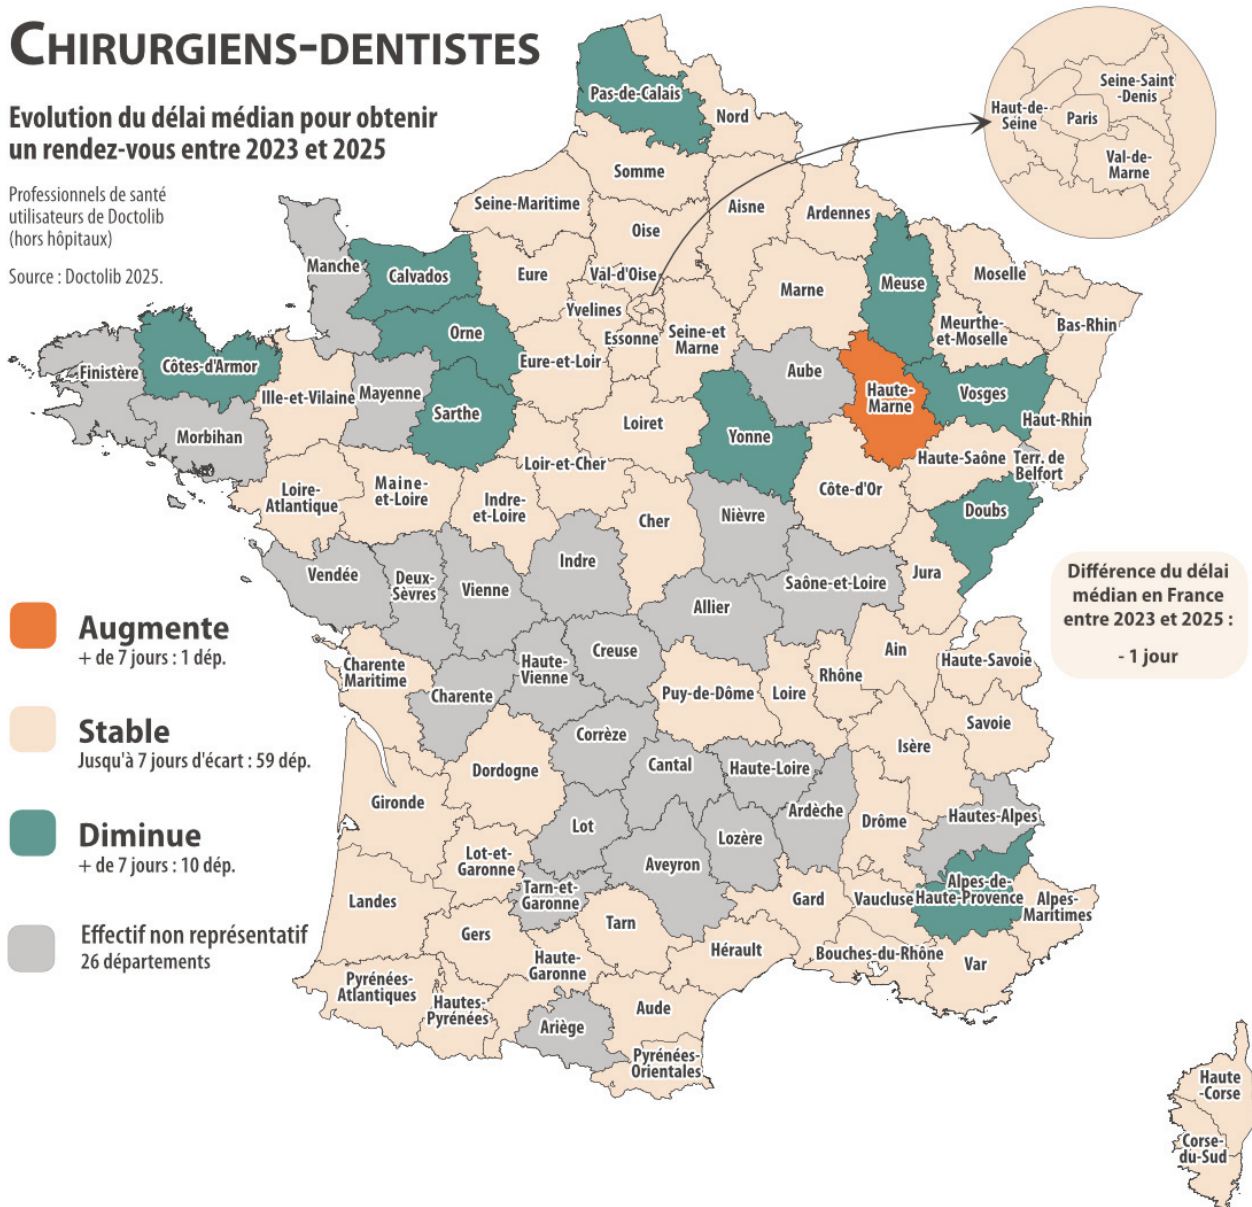 CHIRURGIENS-DENTISTES
Evolution du délai médian pour obtenir
un rendez-vous entre 2023 et 2025
Professionnels de santé
utilisateurs de Doctolib
(hors hôpitaux)
Source : Doctolib 2025.
Haut-de-
Seine
Paris
Seine-Saint
-Denis
Val-de-
Marne
Pas-de-Calais
Nord
Somme
Seine-Maritime
Oise
Aisne
Ardennes
Manche
Calvados
Eure
Val-d'Oise
Yvelines
Essonne
Seine-et
Marne
Marne
Meuse
Moselle
Meurthe-
et-Moselle
Bas-Rhin
Finistère
Côtes-d'Armor
Ille-et-Vilaine
Morbihan
Mayenne
Orne
Sarthe
Eure-et-Loir
Loiret
Yonne
Aube
Haute-
Marne
Vosges
Haut-Rhin
Haute-Saône
Terr. de
Belfort
Doubs
Loire-
Atlantique
Maine-
et-Loire
Indre-
et-Loire
Loir-et-Cher
Cher
Nièvre
Côte-d'Or
Jura
Vendée
Deux-
Sèvres
Vienne
Indre
Allier
Saône-et-Loire
Charente
Maritime
Charente
Haute-
Vienne
Creuse
Puy-de-Dôme
Loire
Rhône
Ain
Haute-Savoie
Savoie
Isère
Gironde
Dordogne
Corrèze
Cantal
Haute-Loire
Ardèche
Drôme
Hautes-Alpes
Landes
Lot-et-
Garonne
Lot
Aveyron
Lozère
Tarn-et-
Garonne
Gers
Tarn
Hérault
Gard
Vaucluse
Alpes-de-
Haute-Provence
Alpes-
Maritimes
Bouches-du-Rhône
Var
Pyrénées-
Atlantiques
Hautes-
Pyrénées
Haute-
Garonne
Ariège
Aude
Pyrénées-
Orientales
Haute
-Corse
Corse-
du-Sud
Différence du délai
médian en France
entre 2023 et 2025 :
- 1 jour
Augmente
+ de 7 jours : 1 dép.
Stable
Jusqu'à 7 jours d'écart : 59 dép.
Diminue
+ de 7 jours : 10 dép.
Effectif non représentatif
26 départements